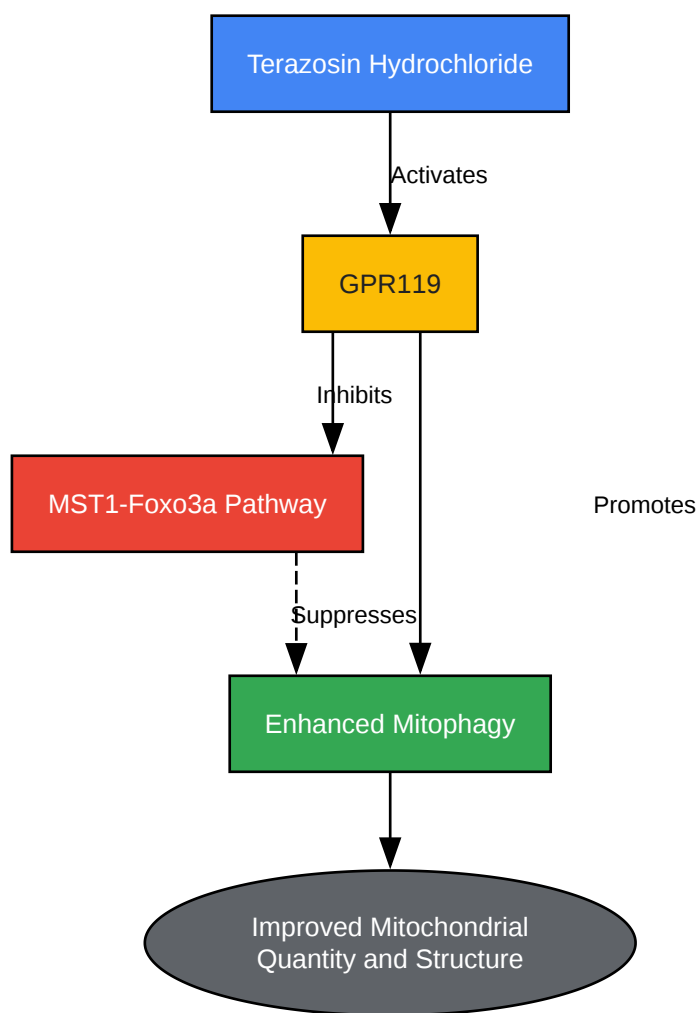 Terazosin Hydrochloride
Activates
GPR119
Inhibits
MST1-Foxo3a Pathway
Promotes
Suppresses
Enhanced Mitophagy
Improved Mitochondrial
Quantity and Structure